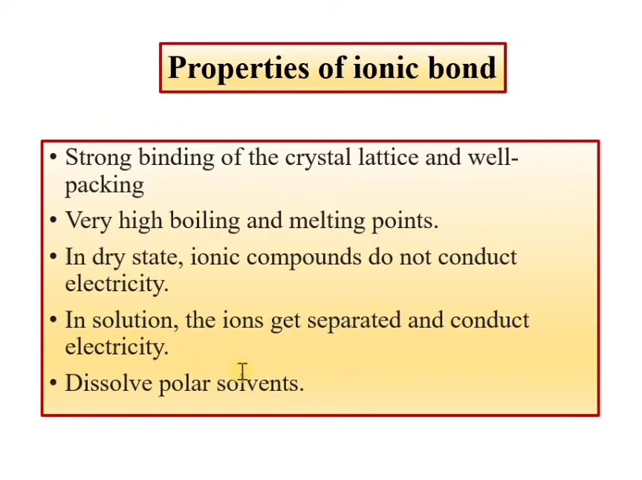 Properties of ionic bond
• Strong binding of the crystal lattice and well-
packing
• Very high boiling and melting points.
• In dry state, ionic compounds do not conduct
electricity.
• In solution, the ions get separated and conduct
electricity.
• Dissolve polar solvents.